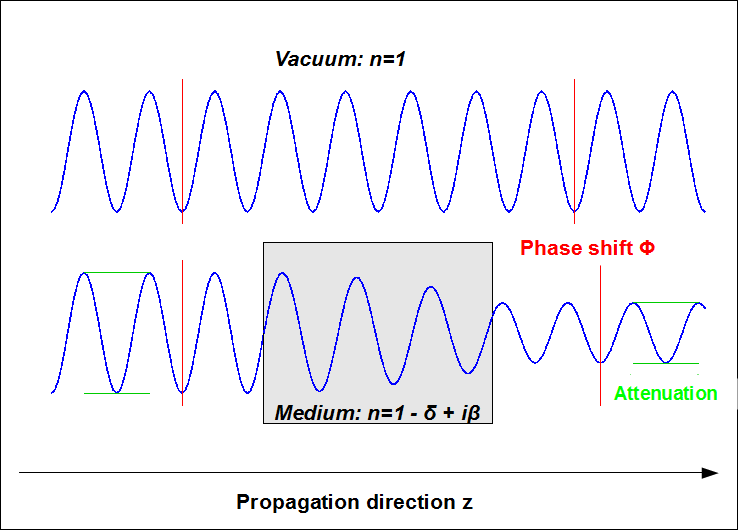 Vacuum: n=1
Phase shift Φ
Attenuation
Medium: n=1 - δ + iβ
Propagation direction z